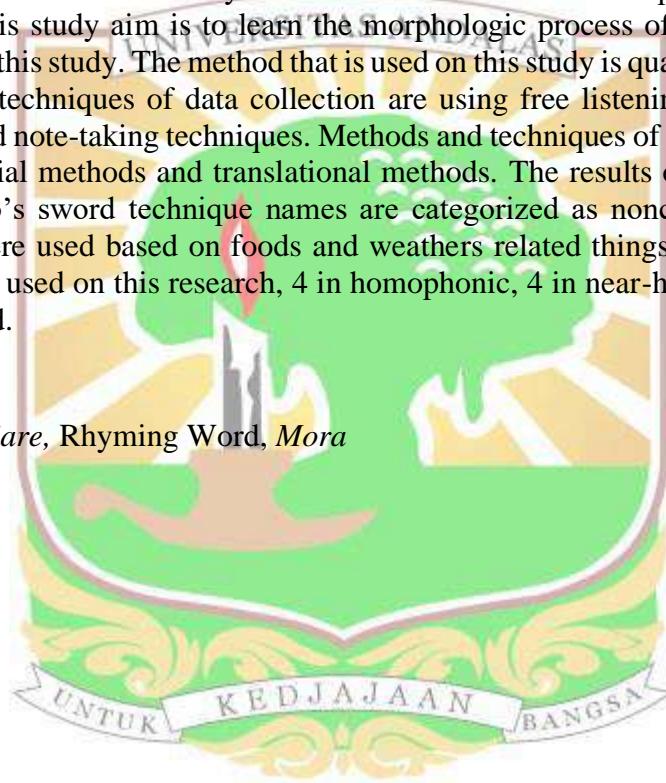 is study aim is to learn the morphologic process of
UNIVERSITAS ANDALAS
this study. The method that is used on this study is qua
techniques of data collection are using free listenin
d note-taking techniques. Methods and techniques of
ial methods and translational methods. The results o
o's sword technique names are categorized as nonc
ere used based on foods and weathers related things
used on this research, 4 in homophonic, 4 in near-h
d.
are, Rhyming Word, Mora
UNTUK KEDJAJAAN BANGSA